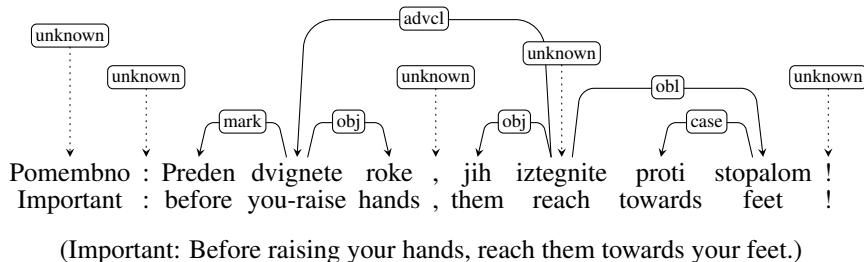 advcl
unknown unknown
unknown unknown unknown
obl
mark obj obj case
Pomembno : Preden dvignete roke , jih iztegnite proti stopalom !
Important : before you-raise hands , them reach towards feet !
(Important: Before raising your hands, reach them towards your feet.)